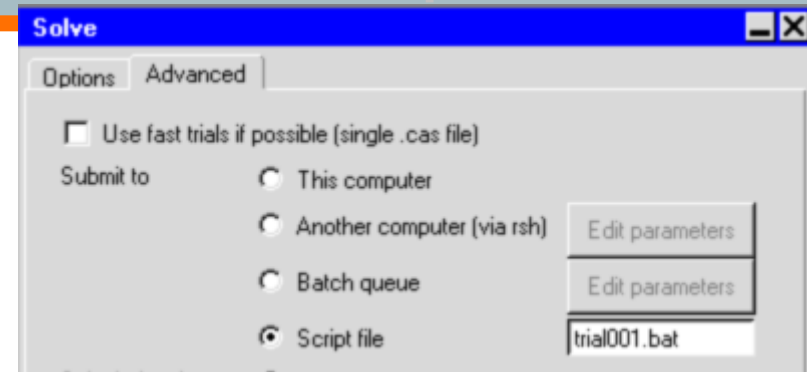 Solve
Options Advanced
Use fast trials if possible (single .cas file)
Submit to This computer
Another computer (via rsh) Edit parameters
Batch queue Edit parameters
Script file trial001.bat